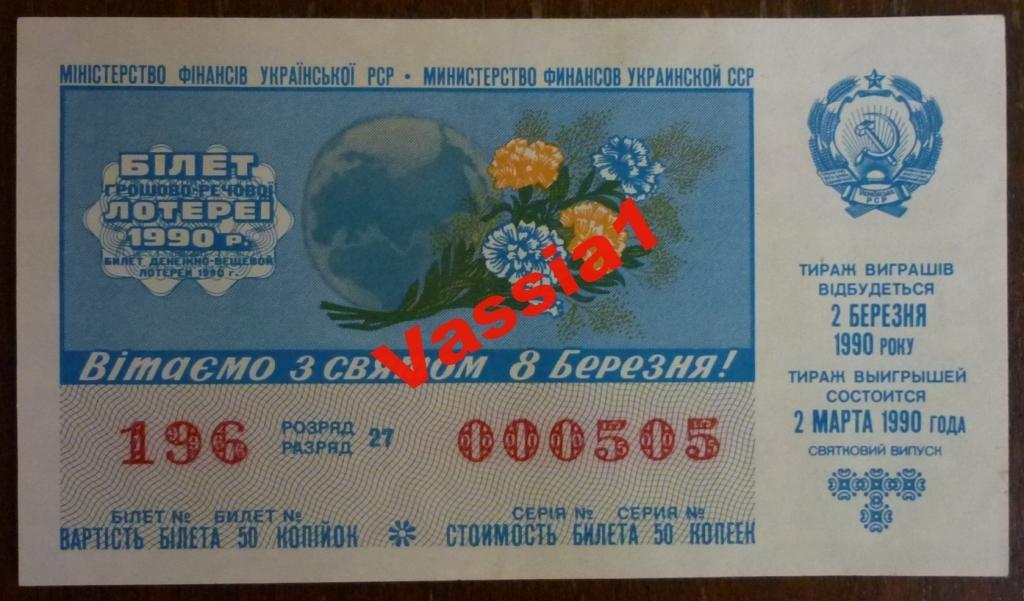 МІНІСТЕРСТВО ФІНАНСІВ УКРАЇНСЬКОЇ РСР • МИНИСТЕРСТВО ФИНАНСОВ УКРАИНСКОЙ ССР
БІЛЕТ
ГРОШОВО-РЕЧОВОЇ
ЛОТЕРЕЇ
1990 р.
БИЛЕТ ДЕНЕЖНО-ВЕЩЕВОЙ
ЛОТЕРЕИ 1990 г.
Vassia1
Вітаємо з святом 8 Березня!
196 РОЗРЯД РАЗРЯД 27 000505
БІЛЕТ № БИЛЕТ № СЕРІЯ № СЕРИЯ №
ВАРТІСТЬ БІЛЕТА 50 КОПІЙОК СТОИМОСТЬ БИЛЕТА 50 КОПЕЕК
УКРАЇНСЬКА
РСР
ТИРАЖ ВИГРАШІВ
ВІДБУДЕТЬСЯ
2 БЕРЕЗНЯ
1990 РОКУ
ТИРАЖ ВЫИГРЫШЕЙ
СОСТОИТСЯ
2 МАРТА 1990 ГОДА
СВЯТКОВИЙ ВИПУСК